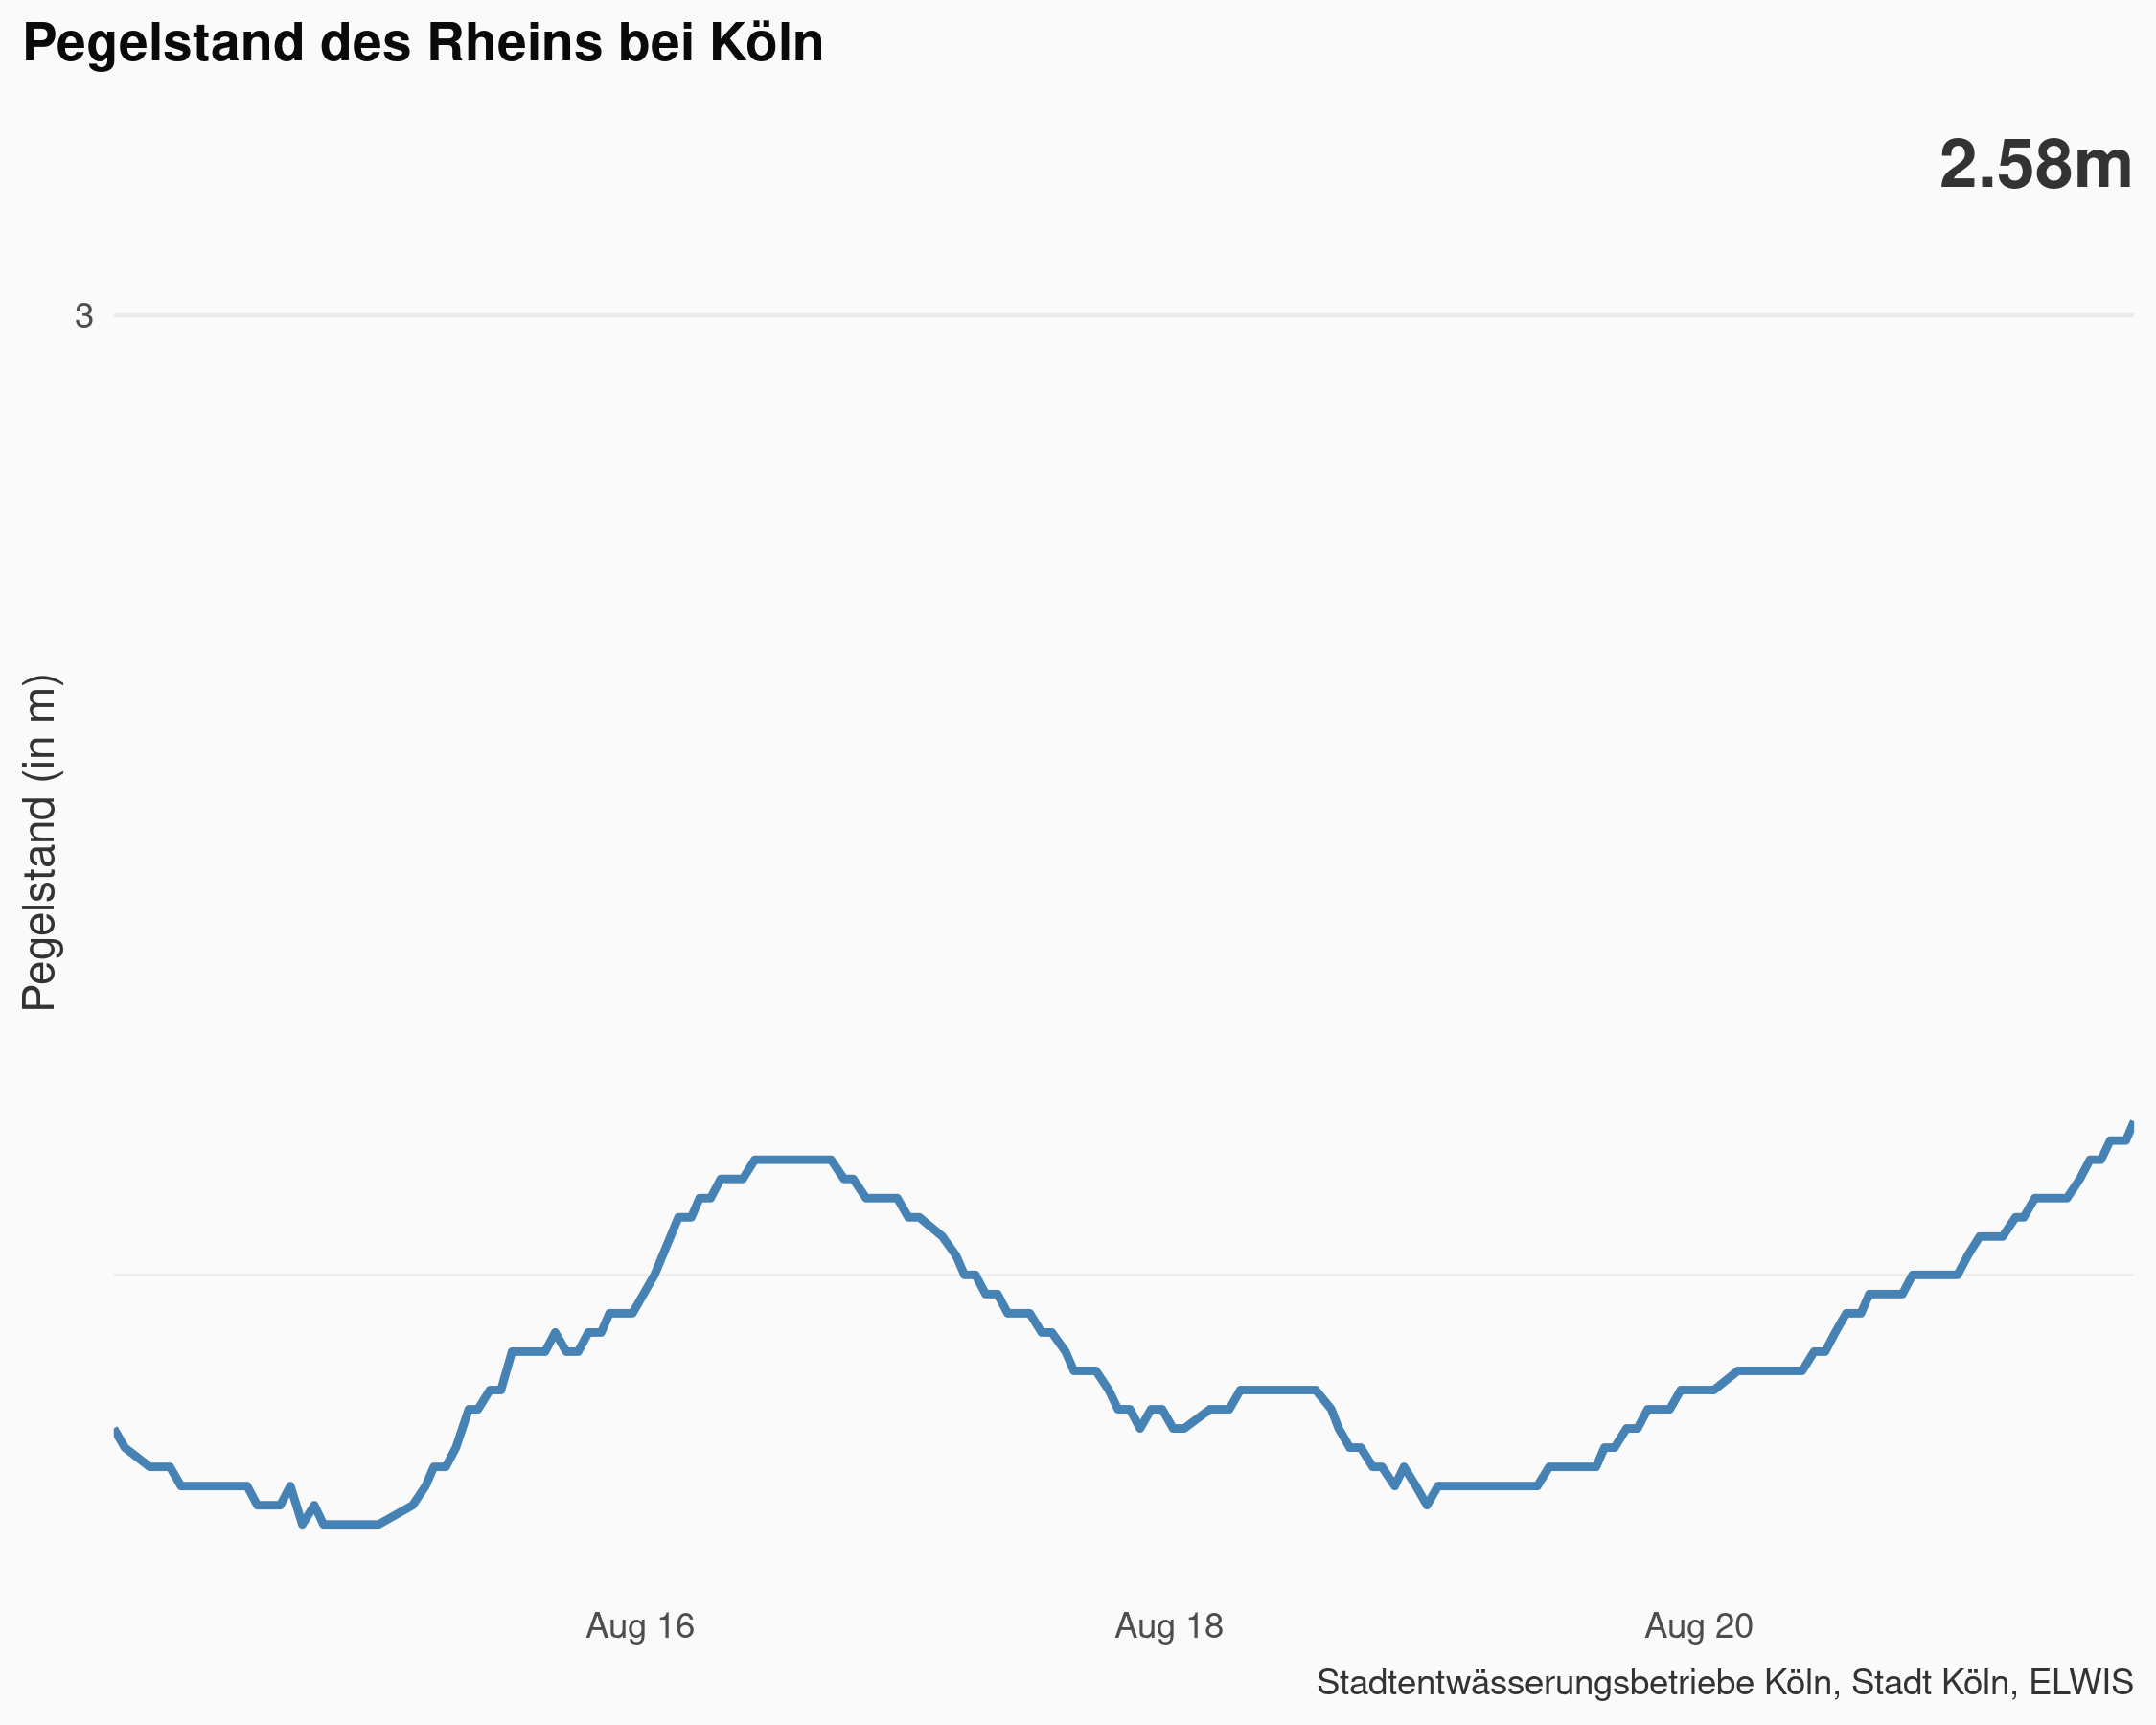 Pegelstand des Rheins bei Köln
2.58m
3
Pegelstand (in m)
Aug 16
Aug 18
Aug 20
Stadtentwässerungsbetriebe Köln, Stadt Köln, ELWIS